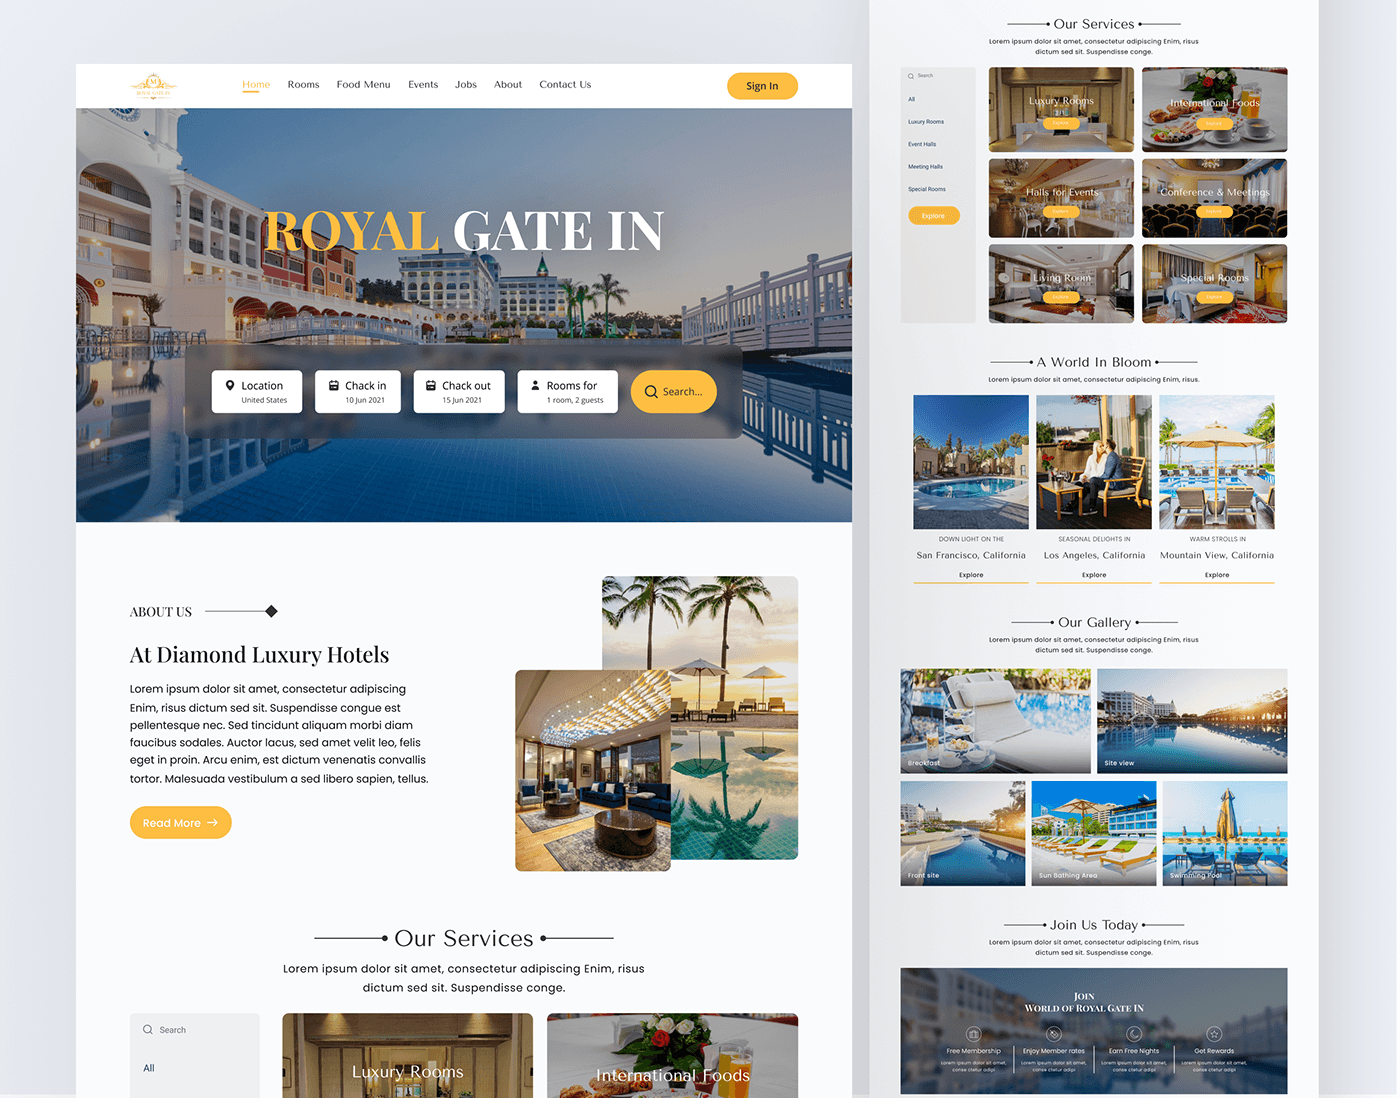 M
Home
Rooms
Food Menu
Events
Jobs
About
Contact Us
Sign In
ROYAL GATE IN
Location
United States
Chack in
10 Jun 2021
Chack out
15 Jun 2021
Rooms for
1 room, 2 guests
Search...
ABOUT US
At Diamond Luxury Hotels
Lorem ipsum dolor sit amet, consectetur adipiscing
Enim, risus dictum sed sit. Suspendisse congue est
pellentesque nec. Sed tincidunt aliquam morbi diam
faucibus sodales. Auctor lacus, sed amet velit leo, felis
eget in proin. Arcu enim, est dictum venenatis convallis
tortor. Malesuada vestibulum a sed libero sapien, tellus.
Read More
Our Services
Lorem ipsum dolor sit amet, consectetur adipiscing Enim, risus
dictum sed sit. Suspendisse conge.
Search
All
Luxury Rooms
International Foods
Our Services
Lorem ipsum dolor sit amet, consectetur adipiscing Enim, risus
dictum sed sit. Suspendisse conge.
Search
All
Luxury Rooms
Event Halls
Meeting Halls
Special Rooms
Explore
Luxury Rooms
Explore
International Foods
Explore
Halls for Events
Explore
Conference & Meetings
Explore
Living Room
Explore
Special Rooms
Explore
A World In Bloom
Lorem ipsum dolor sit amet, consectetur adipiscing Enim, risus.
DOWN LIGHT ON THE
San Francisco, California
Explore
SEASONAL DELIGHTS IN
Los Angeles, California
Explore
WARM STROLLS IN
Mountain View, California
Explore
Our Gallery
Lorem ipsum dolor sit amet, consectetur adipiscing Enim, risus
dictum sed sit. Suspendisse conge.
Breakfast
Site view
Front site
Sun Bathing Area
Swimming Pool
Join Us Today
Lorem ipsum dolor sit amet, consectetur adipiscing Enim, risus
dictum sed sit. Suspendisse conge.
JOIN
WORLD OF ROYAL GATE IN
Free Membership
Lorem ipsum dolor sit amet,
conse ctetur adipi
Enjoy Member rates
Lorem ipsum dolor sit amet,
conse ctetur adipi
Earn Free Nights
Lorem ipsum dolor sit amet,
conse ctetur adipi
Get Rewards
Lorem ipsum dolor sit amet,
conse ctetur adipi